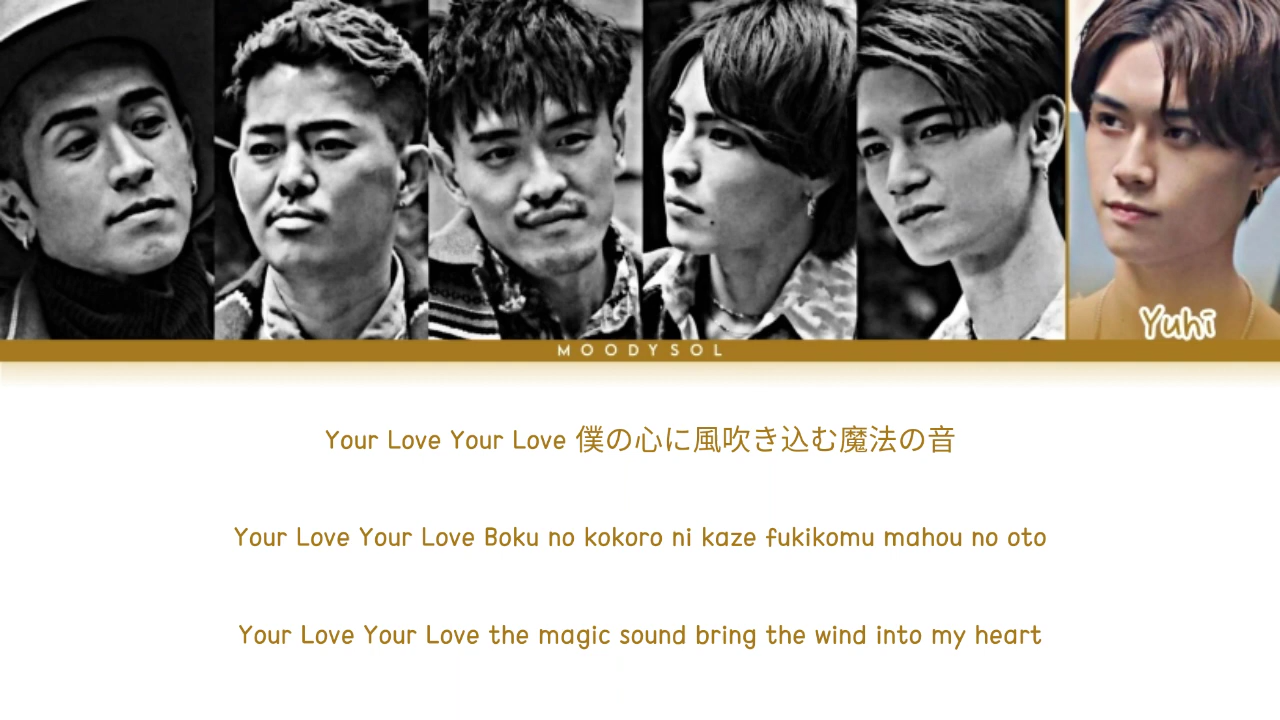 Yuhi
MOODYSOL
Your Love Your Love 僕の心に風吹き込む魔法の音
Your Love Your Love Boku no kokoro ni kaze fukikomu mahou no oto
Your Love Your Love the magic sound bring the wind into my heart